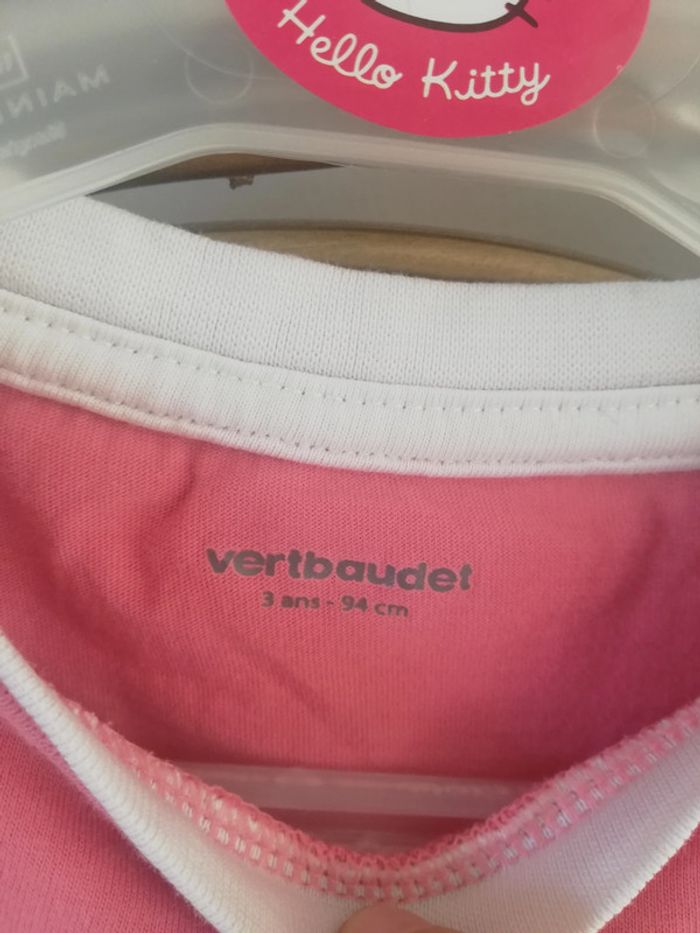 Hello Kitty
vertbaudet
3 ans - 94 cm